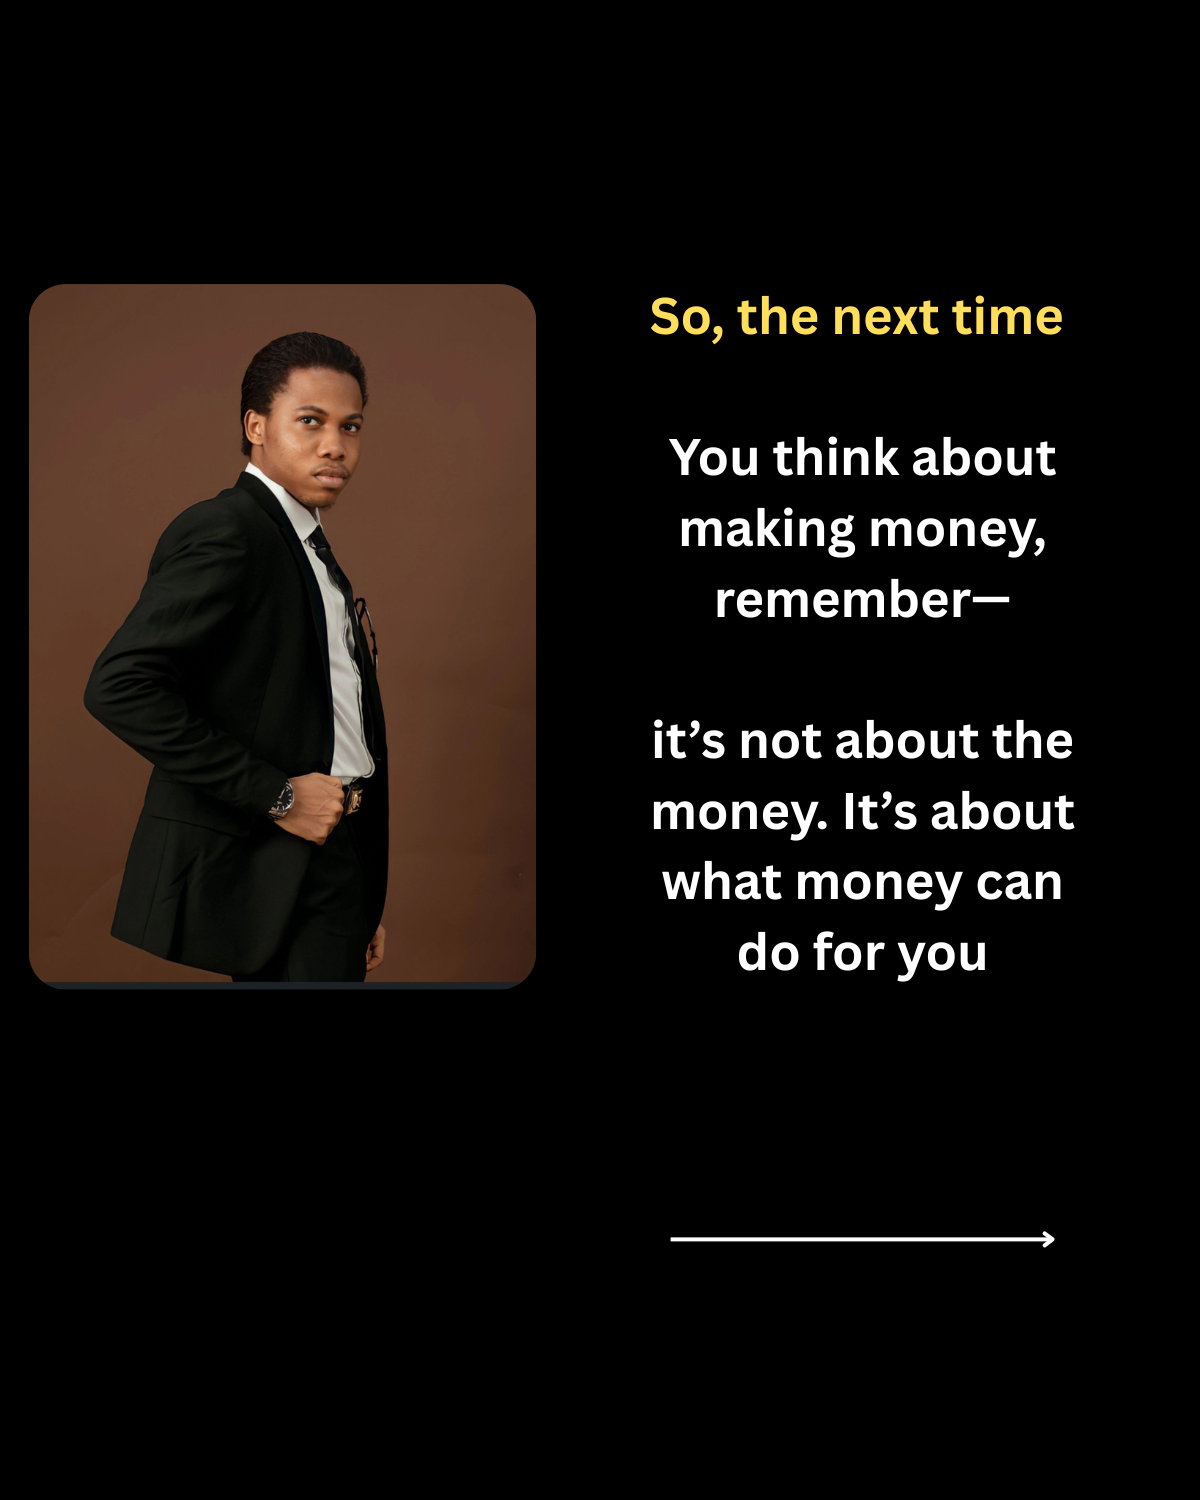 So, the next time
You think about
making money,
remember—
it’s not about the
money. It’s about
what money can
do for you